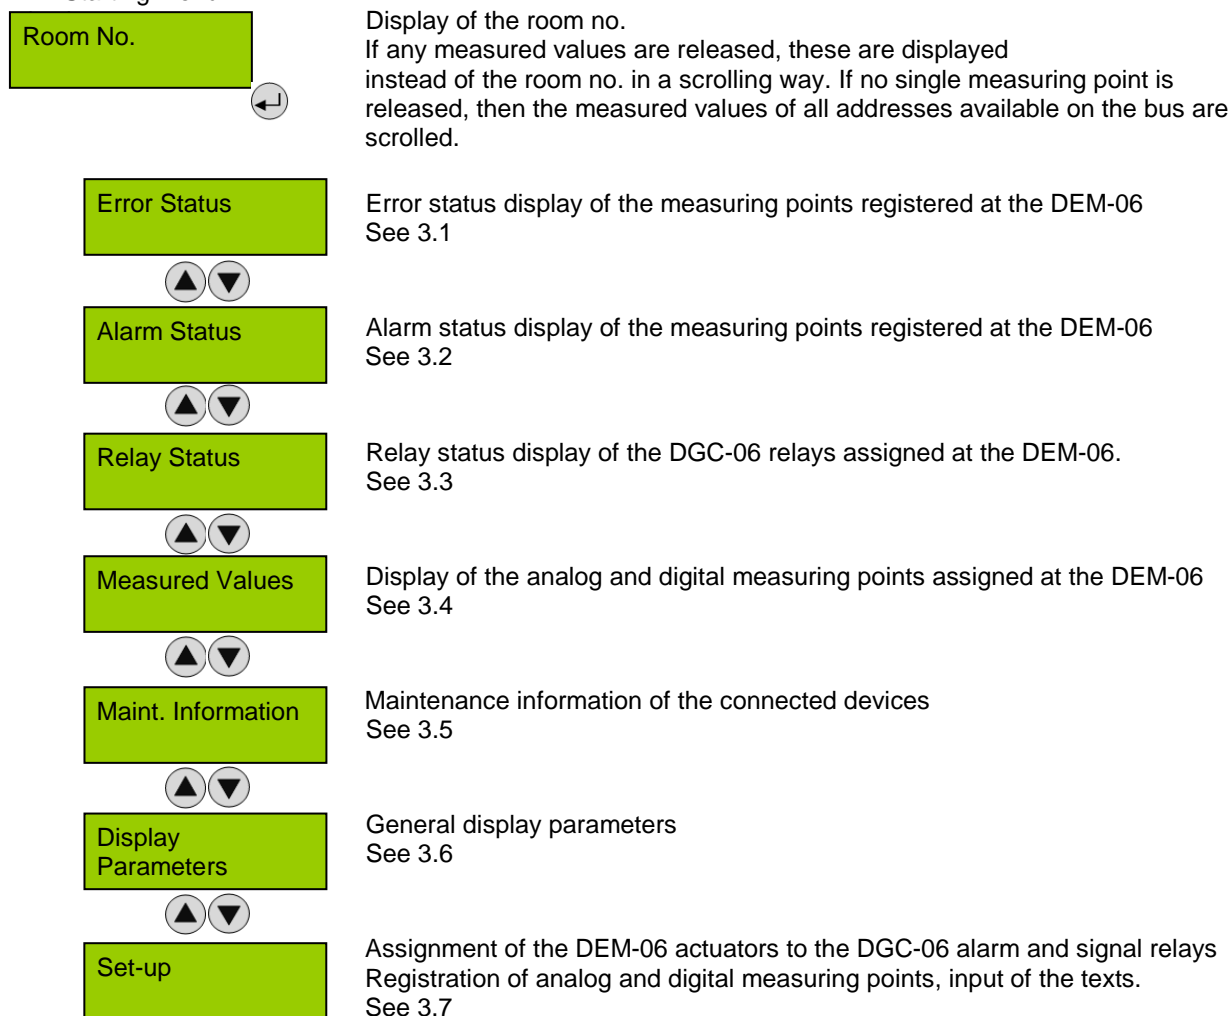 Room No.
Display of the room no.
If any measured values are released, these are displayed
instead of the room no. in a scrolling way. If no single measuring point is
released, then the measured values of all addresses available on the bus are
scrolled.
Error Status
Error status display of the measuring points registered at the DEM-06
See 3.1
Alarm Status
Alarm status display of the measuring points registered at the DEM-06
See 3.2
Relay Status
Relay status display of the DGC-06 relays assigned at the DEM-06.
See 3.3
Measured Values
Display of the analog and digital measuring points assigned at the DEM-06
See 3.4
Maint. Information
Maintenance information of the connected devices
See 3.5
Display
Parameters
General display parameters
See 3.6
Set-up
Assignment of the DEM-06 actuators to the DGC-06 alarm and signal relays
Registration of analog and digital measuring points, input of the texts.
See 3.7